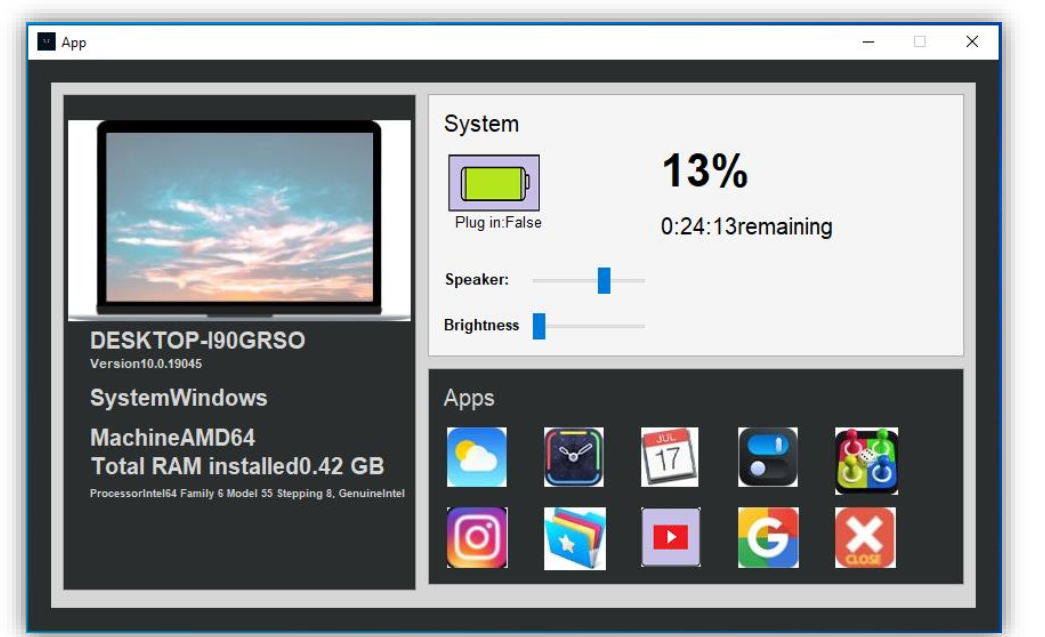 App
DESKTOP-I90GRSO
Version10.0.19045
SystemWindows
MachineAMD64
Total RAM installed0.42 GB
ProcessorIntel64 Family 6 Model 55 Stepping 8, GenuineIntel
System
13%
Plug in:False
0:24:13remaining
Speaker:
Brightness
Apps
JUL
17
CLOSE